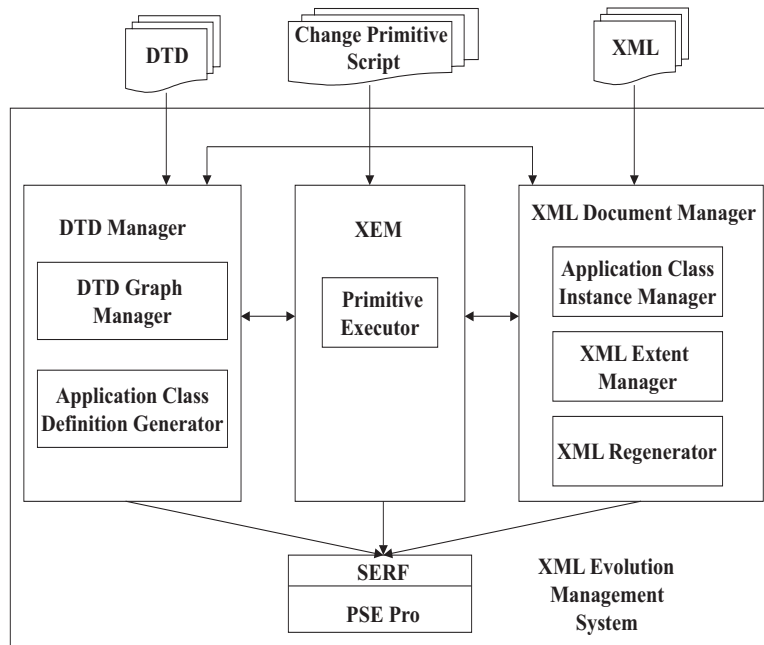 DTD
Change Primitive
Script
XML
DTD Manager
DTD Graph
Manager
Application Class
Definition Generator
XEM
Primitive
Executor
XML Document Manager
Application Class
Instance Manager
XML Extent
Manager
XML Regenerator
SERF
PSE Pro
XML Evolution
Management
System